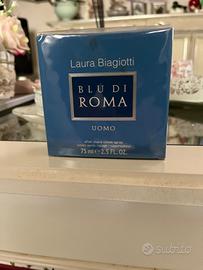 Laura Biagiotti
BLU DI
ROMA
UOMO
75 ml e 2.5 FL. OZ.
subito